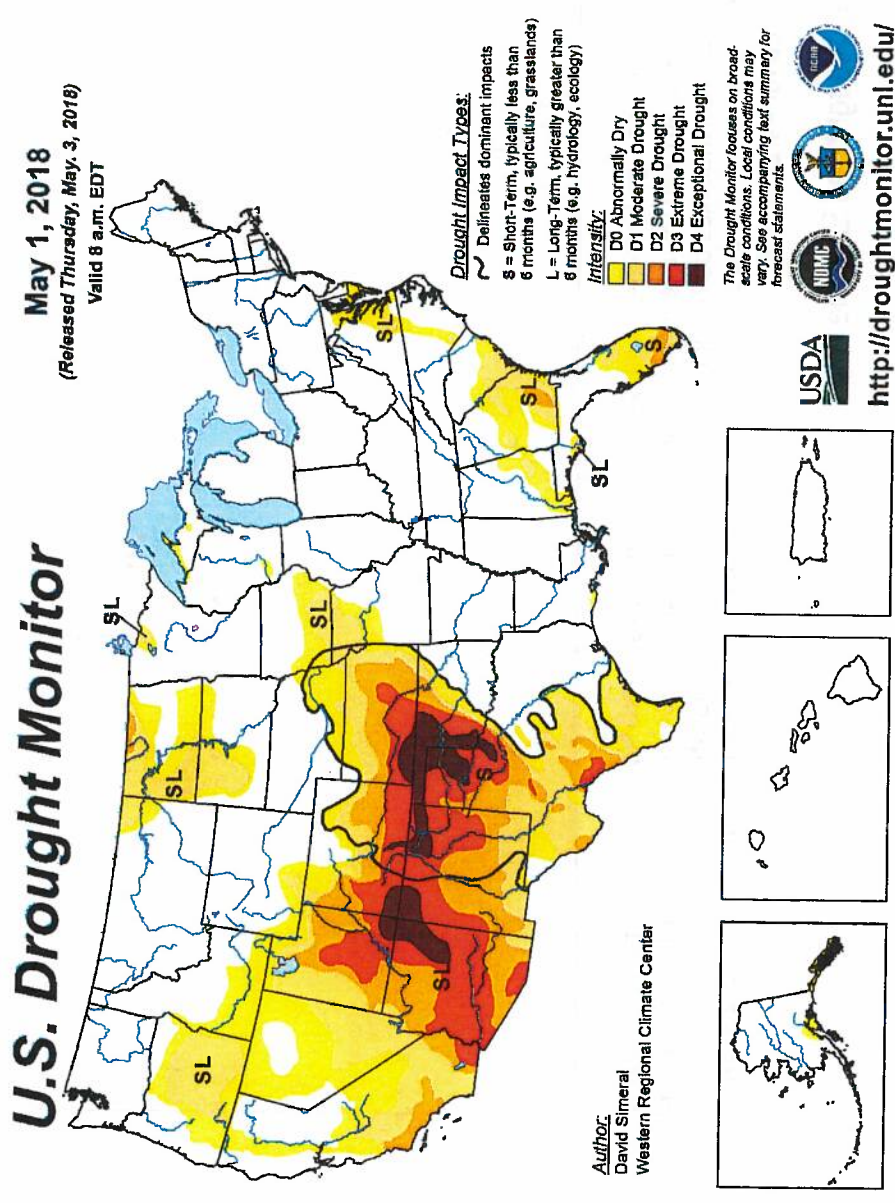 U.S. Drought Monitor
May 1, 2018
(Released Thursday, May. 3, 2018)
Valid 8 a.m. EDT
SL
SL
SL
SL
SL
SL
SL
SL
S
S
Drought Impact Types:
Delineates dominant impacts
S = Short-Term, typically less than
6 months (e.g. agriculture, grasslands)
L = Long-Term, typically greater than
6 months (e.g. hydrology, ecology)
Intensity:
D0 Abnormally Dry
D1 Moderate Drought
D2 Severe Drought
D3 Extreme Drought
D4 Exceptional Drought
Author:
David Simeral
Western Regional Climate Center
The Drought Monitor focuses on broad-
scale conditions. Local conditions may
vary. See accompanying text summary for
forecast statements.
USDA
NDMC
NOAA
http://droughtmonitor.unl.edu/